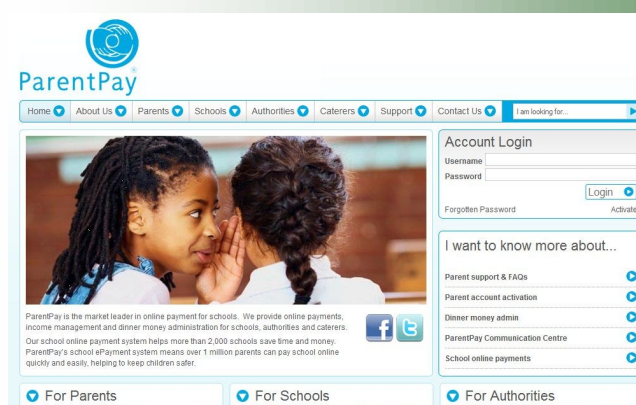 ParentPay
Home About Us Parents Schools Authorities Caterers Support Contact Us I am looking for...
Account Login
Username
Password
Login
Forgotten Password Activate
I want to know more about...
Parent support & FAQs
Parent account activation
Dinner money admin
ParentPay Communication Centre
School online payments
ParentPay is the market leader in online payment for schools. We provide online payments,
income management and dinner money administration for schools, authorities and caterers.
Our school online payment system helps more than 2,000 schools save time and money.
ParentPay's school ePayment system means over 1 million parents can pay school online
quickly and easily, helping to keep children safer.
For Parents
For Schools
For Authorities